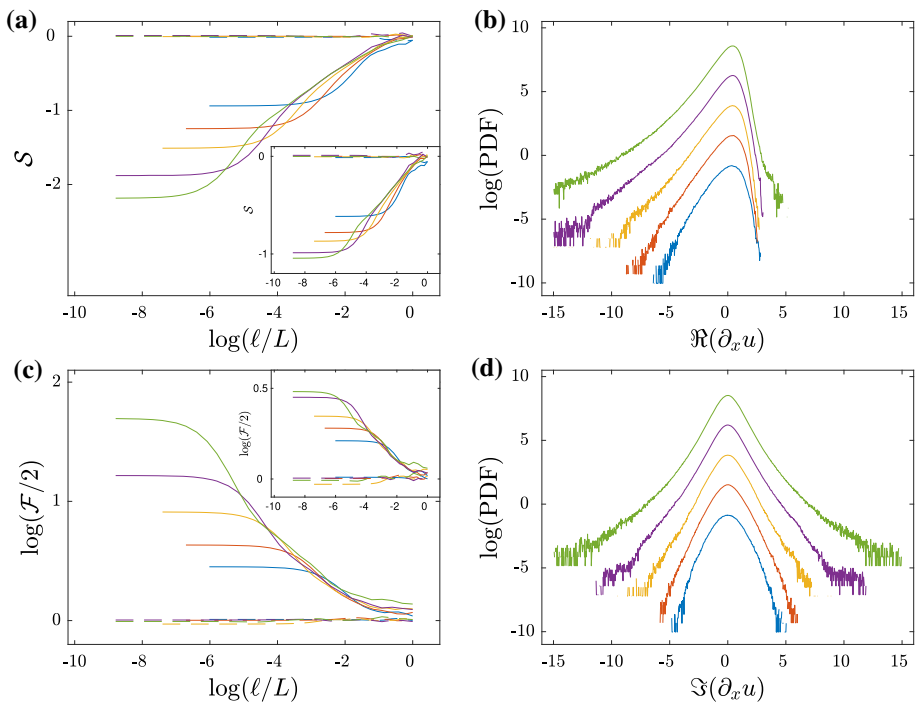 (a)
0
-1
-2
𝒮
-10 -8 -6 -4 -2 0
log(ℓ/L)
0
-1
𝒮
-10 -8 -6 -4 -2 0
(b)
10
5
0
-5
-10
log(PDF)
-15 -10 -5 0 5 10 15
ℜ(∂ₓu)
(c)
2
1
0
log(ℱ/2)
-10 -8 -6 -4 -2 0
log(ℓ/L)
0.5
0
log(ℱ/2)
-10 -8 -6 -4 -2 0
(d)
10
5
0
-5
-10
log(PDF)
-15 -10 -5 0 5 10 15
ℑ(∂ₓu)